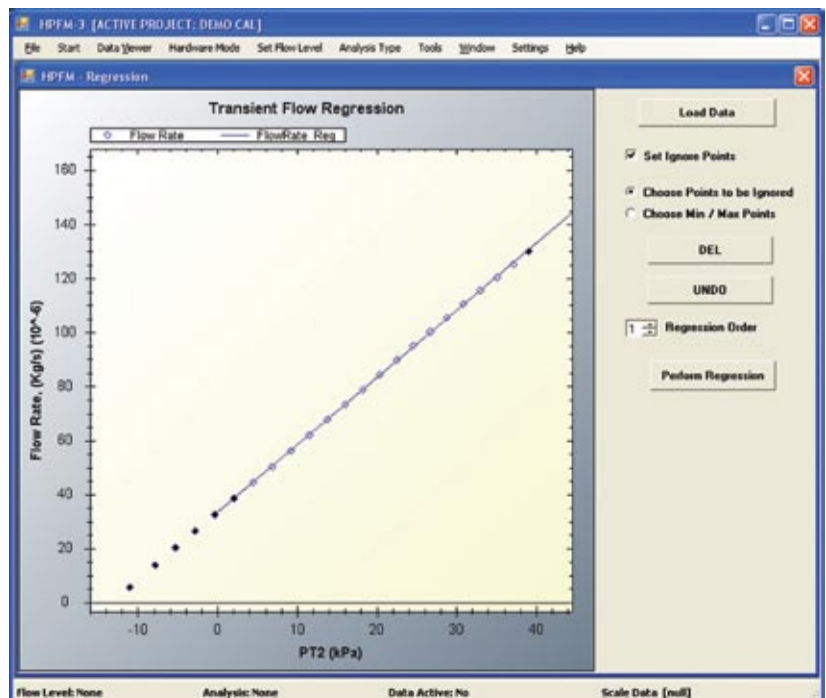 HPFM-3 [ACTIVE PROJECT: DEMO CAL]
File Start Data Viewer Hardware Mode Set Flow Level Analysis Type Tools Window Settings Help
HPFM - Regression
Transient Flow Regression
Flow Rate FlowRate_Reg
Flow Rate, (Kg/s) (10^-6)
160
140
120
100
80
60
40
20
0
-10 0 10 20 30 40
PT2 (kPa)
Load Data
Set Ignore Points
Choose Points to be Ignored
Choose Min / Max Points
DEL
UNDO
1 Regression Order
Perform Regression
Flow Level: None Analysis: None Data Active: No Scale Data [null]